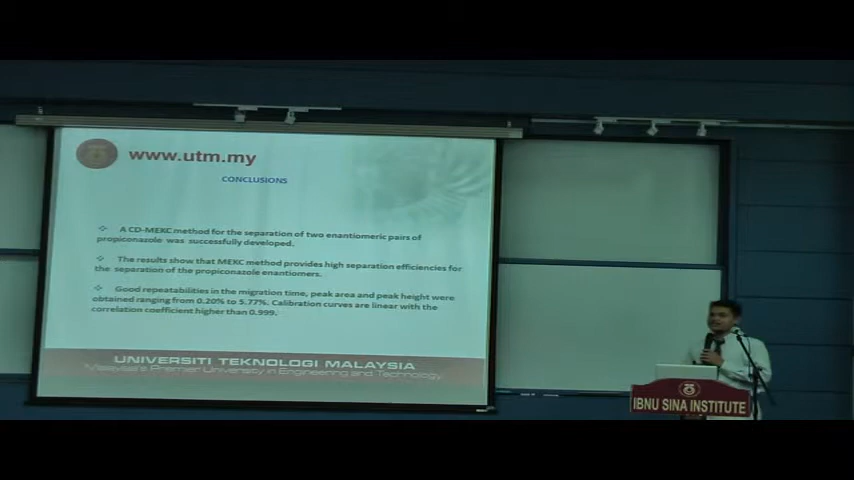 www.utm.my
CONCLUSIONS
A CD-MEKC method for the separation of two enantiomeric pairs of
propiconazole was successfully developed.
The results show that MEKC method provides high separation efficiencies for
the separation of the propiconazole enantiomers.
Good repeatabilities in the migration time, peak area and peak height were
obtained ranging from 0.20% to 5.77%. Calibration curves are linear with the
correlation coefficient higher than 0.999.
UNIVERSITI TEKNOLOGI MALAYSIA
Malaysia's Premier University in Engineering and Technology
IBNU SINA INSTITUTE